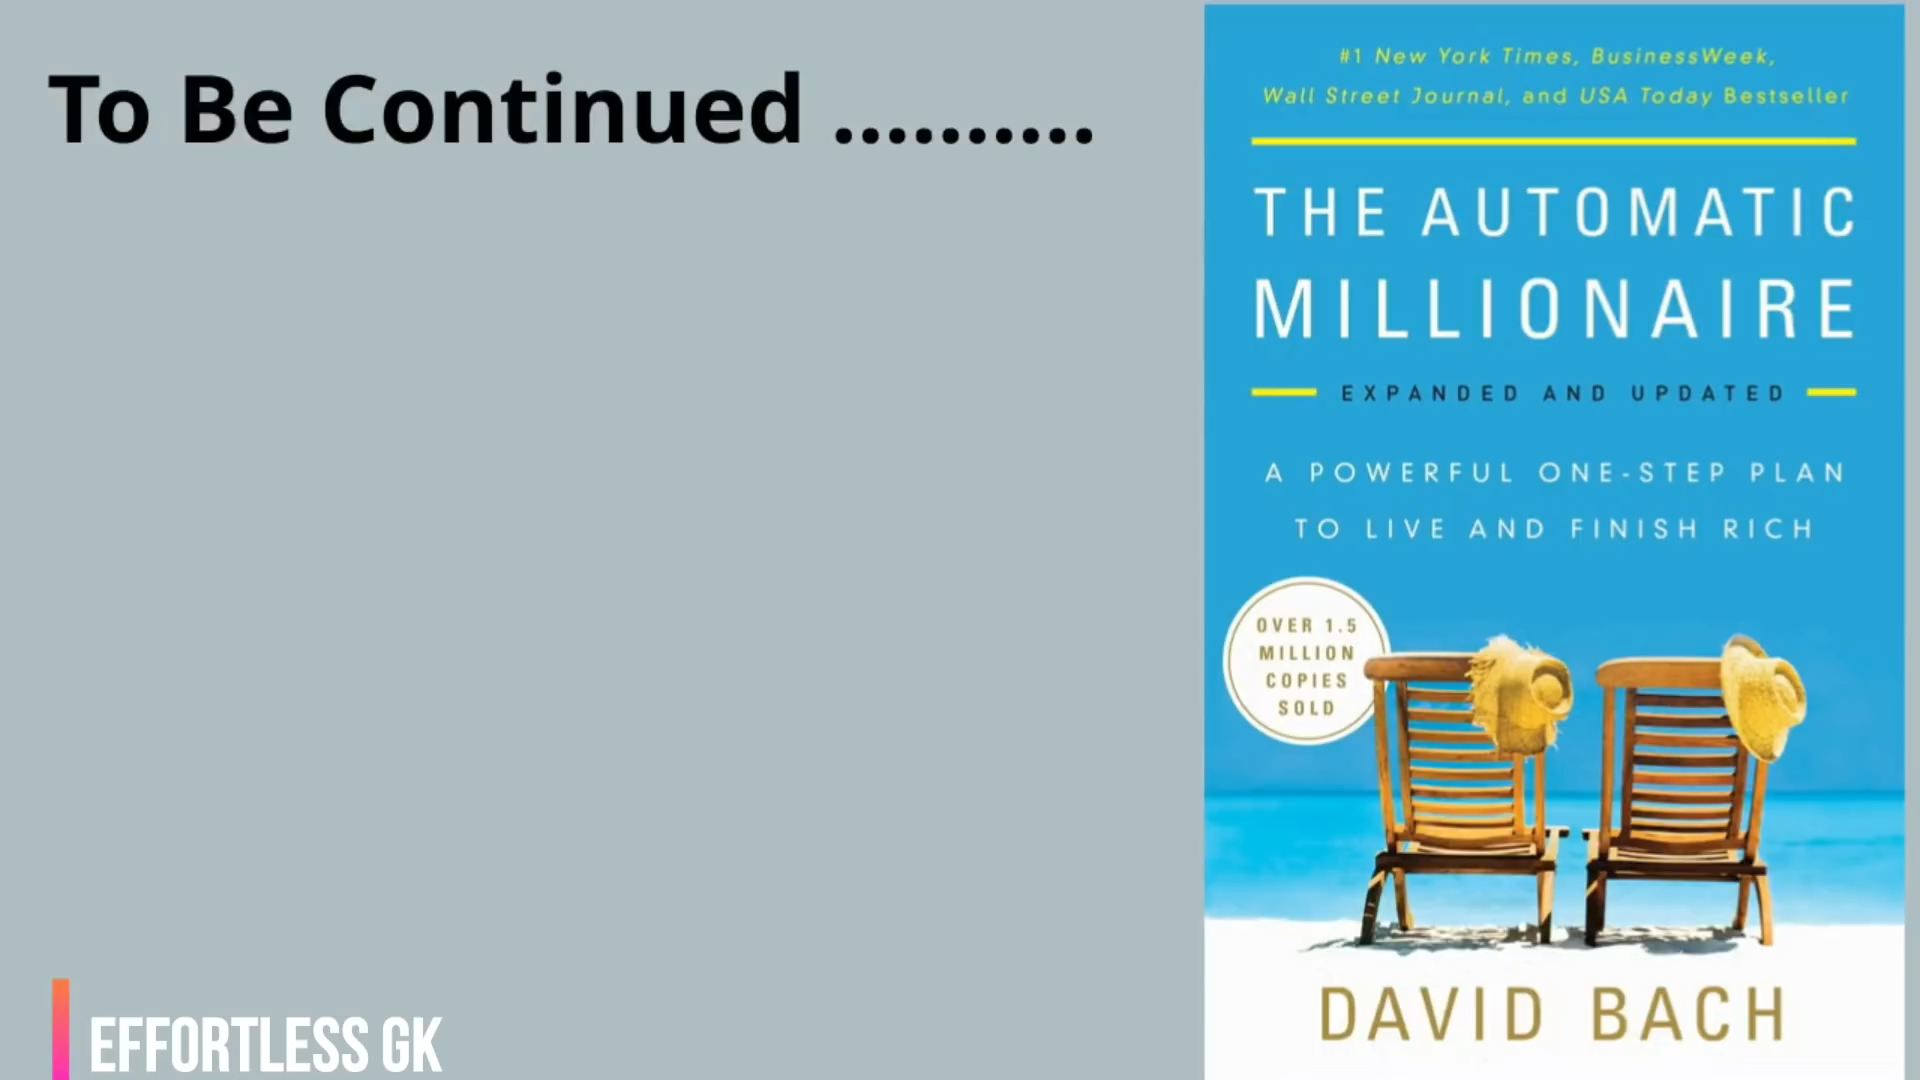 To Be Continued ..........
#1 New York Times, BusinessWeek,
Wall Street Journal, and USA Today Bestseller
THE AUTOMATIC
MILLIONAIRE
EXPANDED AND UPDATED
A POWERFUL ONE-STEP PLAN
TO LIVE AND FINISH RICH
OVER 1.5
MILLION
COPIES
SOLD
DAVID BACH
EFFORTLESS GK